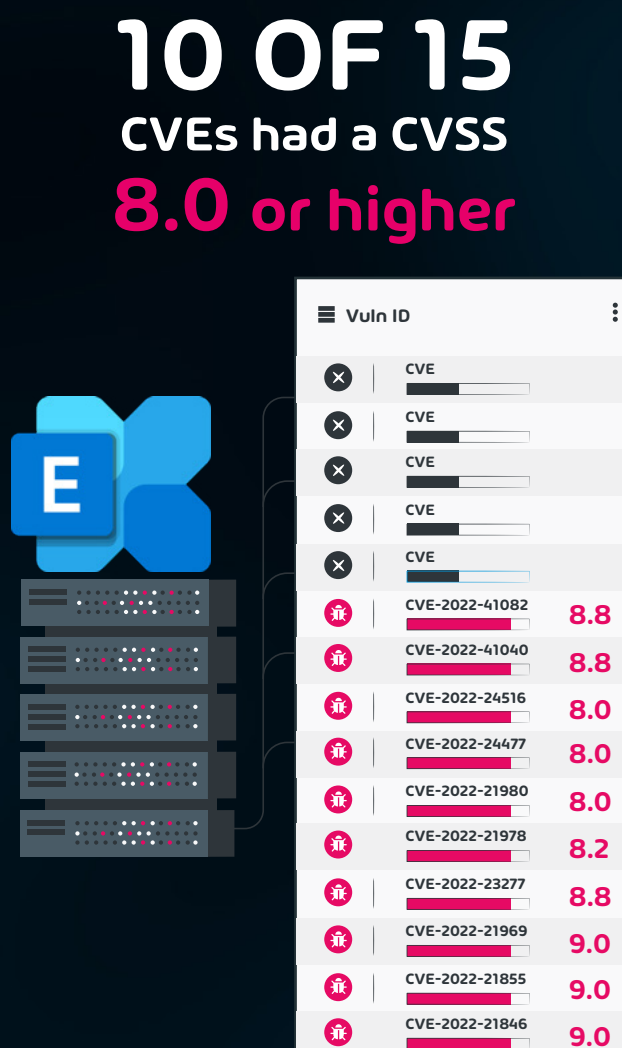 10 OF 15
CVEs had a CVSS
8.0 or higher
Vuln ID
CVE
CVE
CVE
CVE
CVE
E
CVE-2022-41082 8.8
CVE-2022-41040 8.8
CVE-2022-24516 8.0
CVE-2022-24477 8.0
CVE-2022-21980 8.0
CVE-2022-21978 8.2
CVE-2022-23277 8.8
CVE-2022-21969 9.0
CVE-2022-21855 9.0
CVE-2022-21846 9.0